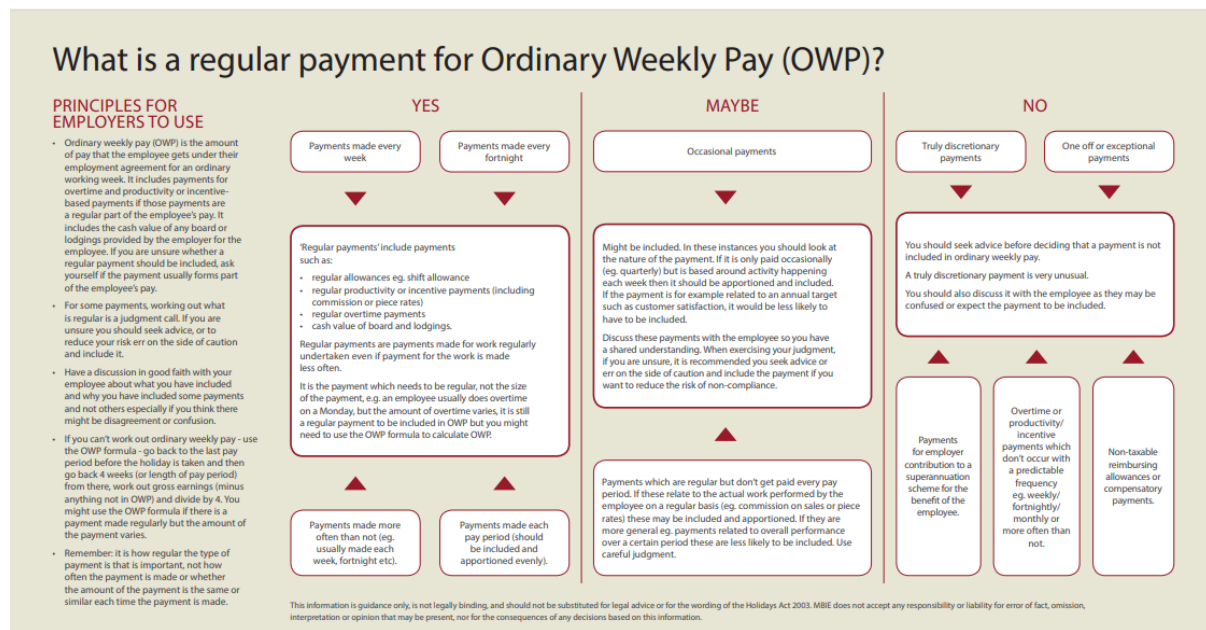 What is a regular payment for Ordinary Weekly Pay (OWP)?
PRINCIPLES FOR
EMPLOYERS TO USE
• Ordinary weekly pay (OWP) is the amount
of pay that the employee gets under their
employment agreement for an ordinary
working week. It includes payments for
overtime and productivity or incentive-
based payments if those payments are
a regular part of the employee's pay. It
includes the cash value of any board or
lodgings provided by the employer for the
employee. If you are unsure whether a
regular payment should be included, ask
yourself if the payment usually forms part
of the employee's pay.
• For some payments, working out what
is regular is a judgment call. If you are
unsure you should seek advice, or to
reduce your risk err on the side of caution
and include it.
• Have a discussion in good faith with your
employee about what you have included
and why you have included some payments
and not others especially if you think there
might be disagreement or confusion.
• If you can't work out ordinary weekly pay - use
the OWP formula - go back to the last pay
period before the holiday is taken and then
go back 4 weeks (or length of pay period)
from there, work out gross earnings (minus
anything not in OWP) and divide by 4. You
might use the OWP formula if there is a
payment made regularly but the amount of
the payment varies.
• Remember: it is how regular the type of
payment is that is important, not how
often the payment is made or whether
the amount of the payment is the same or
similar each time the payment is made.
YES
Payments made every
week
Payments made every
fortnight
'Regular payments' include payments
such as:
• regular allowances eg. shift allowance
• regular productivity or incentive payments (including
commission or piece rates)
• regular overtime payments
• cash value of board and lodgings.
Regular payments are payments made for work regularly
undertaken even if payment for the work is made
less often.
It is the payment which needs to be regular, not the size
of the payment, e.g. an employee usually does overtime
on a Monday, but the amount of overtime varies, it is still
a regular payment to be included in OWP but you might
need to use the OWP formula to calculate OWP.
Payments made more
often than not (eg.
usually made each
week, fortnight etc).
Payments made each
pay period (should
be included and
apportioned evenly).
MAYBE
Occasional payments
Might be included. In these instances you should look at
the nature of the payment. If it is only paid occasionally
(eg. quarterly) but is based around activity happening
each week then it should be apportioned and included.
If the payment is for example related to an annual target
such as customer satisfaction, it would be less likely to
have to be included.
Discuss these payments with the employee so you have
a shared understanding. When exercising your judgment,
if you are unsure, it is recommended you seek advice or
err on the side of caution and include the payment if you
want to reduce the risk of non-compliance.
Payments which are regular but don't get paid every pay
period. If these relate to the actual work performed by the
employee on a regular basis (eg. commission on sales or piece
rates) these may be included and apportioned. If they are
more general eg. payments related to overall performance
over a certain period these are less likely to be included. Use
careful judgment.
NO
Truly discretionary
payments
One off or exceptional
payments
You should seek advice before deciding that a payment is not
included in ordinary weekly pay.
A truly discretionary payment is very unusual.
You should also discuss it with the employee as they may be
confused or expect the payment to be included.
Payments
for employer
contribution to a
superannuation
scheme for the
benefit of the
employee.
Overtime or
productivity/
incentive
payments which
don't occur with
a predictable
frequency
eg. weekly/
fortnightly/
monthly or
more often than
not.
Non-taxable
reimbursing
allowances or
compensatory
payments.
This information is guidance only, is not legally binding, and should not be substituted for legal advice or for the wording of the Holidays Act 2003. MBIE does not accept any responsibility or liability for error of fact, omission,
interpretation or opinion that may be present, nor for the consequences of any decisions based on this information.